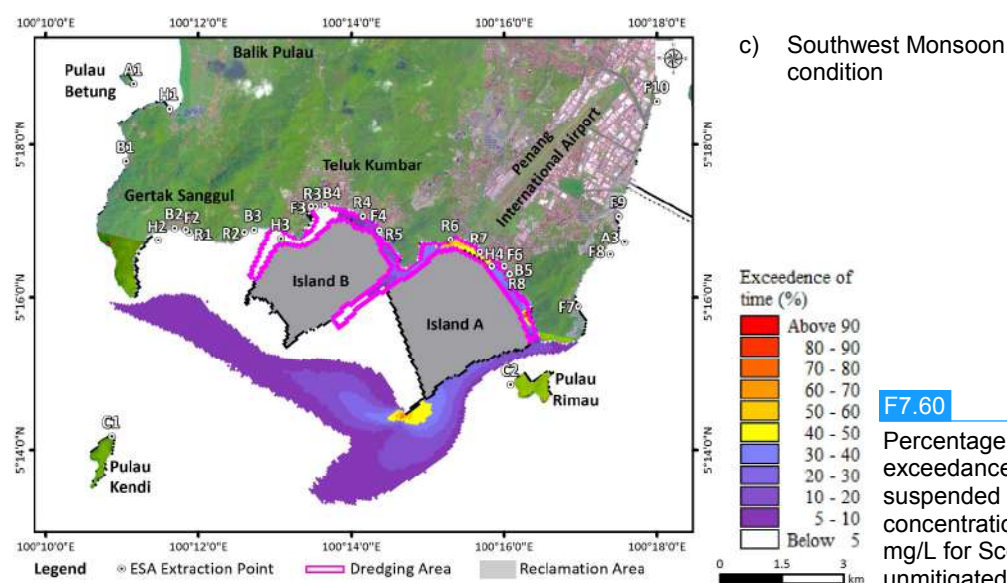 100°10'0"E 100°12'0"E 100°14'0"E 100°16'0"E 100°18'0"E
c) Southwest Monsoon
condition
Balik Pulau
Pulau
Betung
A1
H1
F10
5°18'0"N
5°18'0"N
B1
Penang
International Airport
Teluk Kumbar
Gertak Sanggul
R3 B4
F3
R4
F4
R5
F9
A3
F8
B2 F2
H2
R1
R2
B3
H3
R6
R7
H4 F6
B5
R8
F7
5°16'0"N
5°16'0"N
Island B
Island A
C2
Pulau
Rimau
C1
Pulau
Kendi
5°14'0"N
5°14'0"N
100°10'0"E 100°12'0"E 100°14'0"E 100°16'0"E 100°18'0"E
Legend ESA Extraction Point Dredging Area Reclamation Area
Exceedence of
time (%)
Above 90
80 - 90
70 - 80
60 - 70
50 - 60
40 - 50
30 - 40
20 - 30
10 - 20
5 - 10
Below 5
0 1.5 3
km
F7.60
Percentage
exceedance
suspended
concentratio
mg/L for Sc
unmitigated